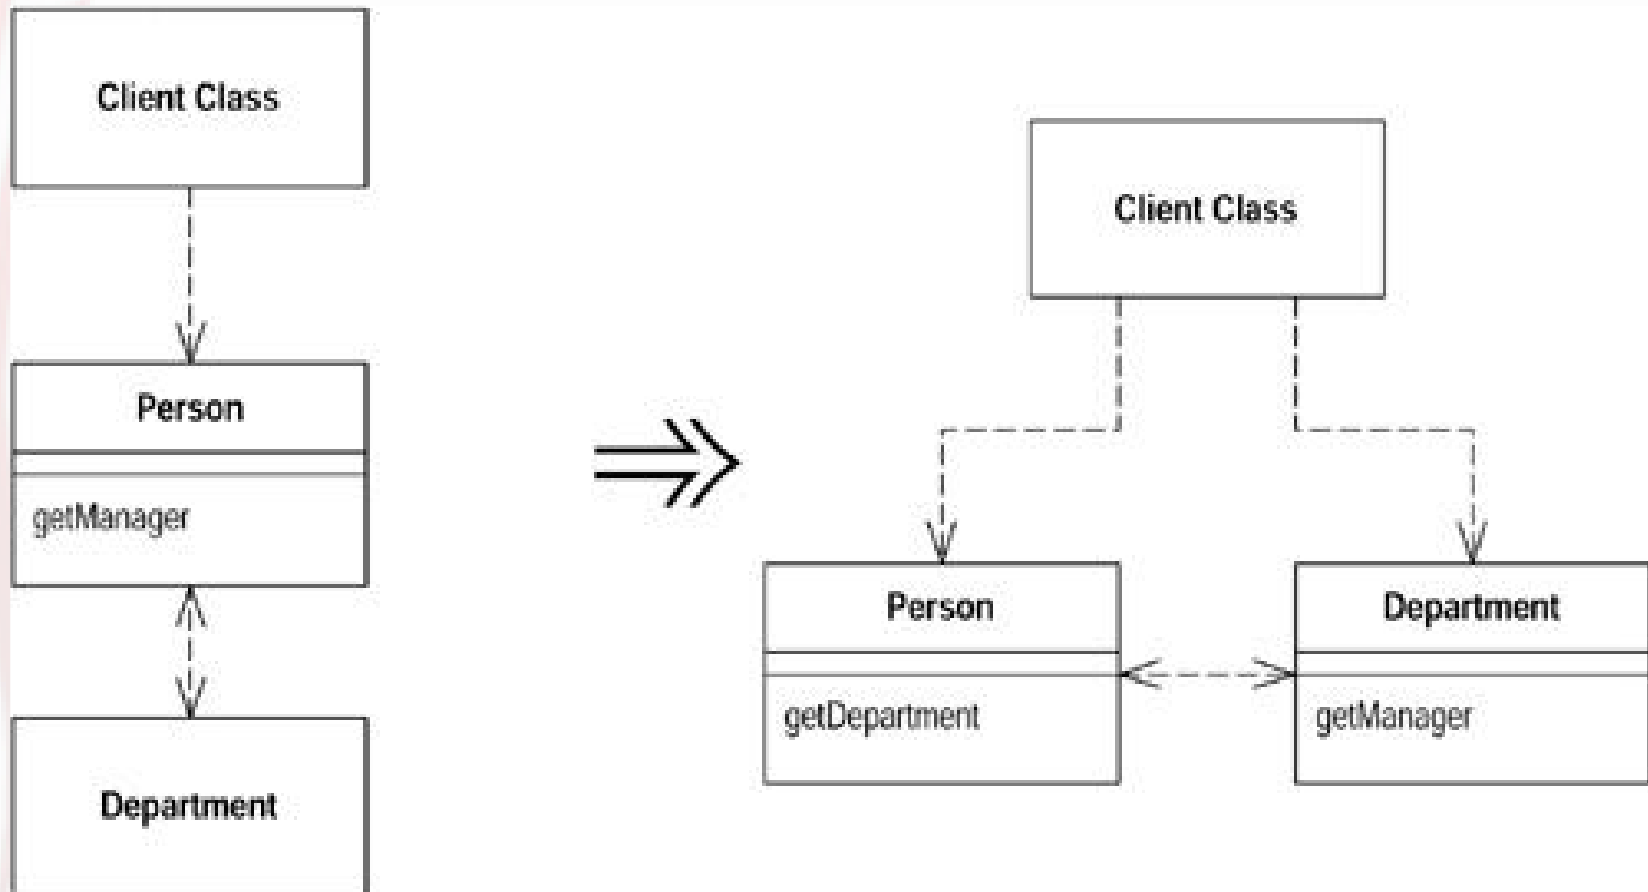 Client Class
Person
getManager
Department
Client Class
Person
getDepartment
Department
getManager